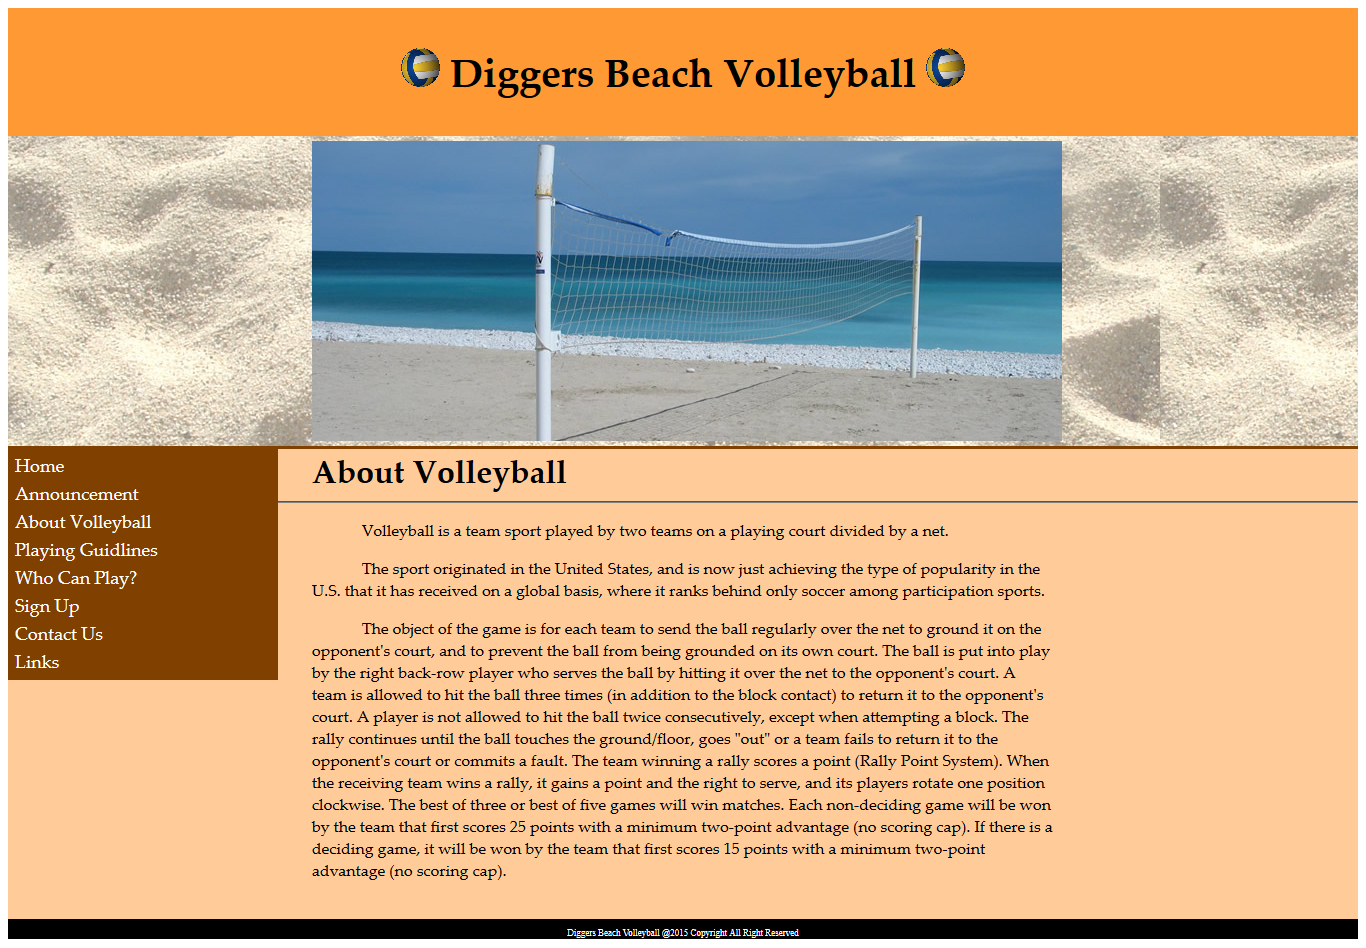 Diggers Beach Volleyball
Home
Announcement
About Volleyball
Playing Guidlines
Who Can Play?
Sign Up
Contact Us
Links
About Volleyball
Volleyball is a team sport played by two teams on a playing court divided by a net.
The sport originated in the United States, and is now just achieving the type of popularity in the
U.S. that it has received on a global basis, where it ranks behind only soccer among participation sports.
The object of the game is for each team to send the ball regularly over the net to ground it on the
opponent's court, and to prevent the ball from being grounded on its own court. The ball is put into play
by the right back-row player who serves the ball by hitting it over the net to the opponent's court. A
team is allowed to hit the ball three times (in addition to the block contact) to return it to the opponent's
court. A player is not allowed to hit the ball twice consecutively, except when attempting a block. The
rally continues until the ball touches the ground/floor, goes "out" or a team fails to return it to the
opponent's court or commits a fault. The team winning a rally scores a point (Rally Point System). When
the receiving team wins a rally, it gains a point and the right to serve, and its players rotate one position
clockwise. The best of three or best of five games will win matches. Each non-deciding game will be won
by the team that first scores 25 points with a minimum two-point advantage (no scoring cap). If there is a
deciding game, it will be won by the team that first scores 15 points with a minimum two-point
advantage (no scoring cap).
Diggers Beach Volleyball @2015 Copyright All Right Reserved